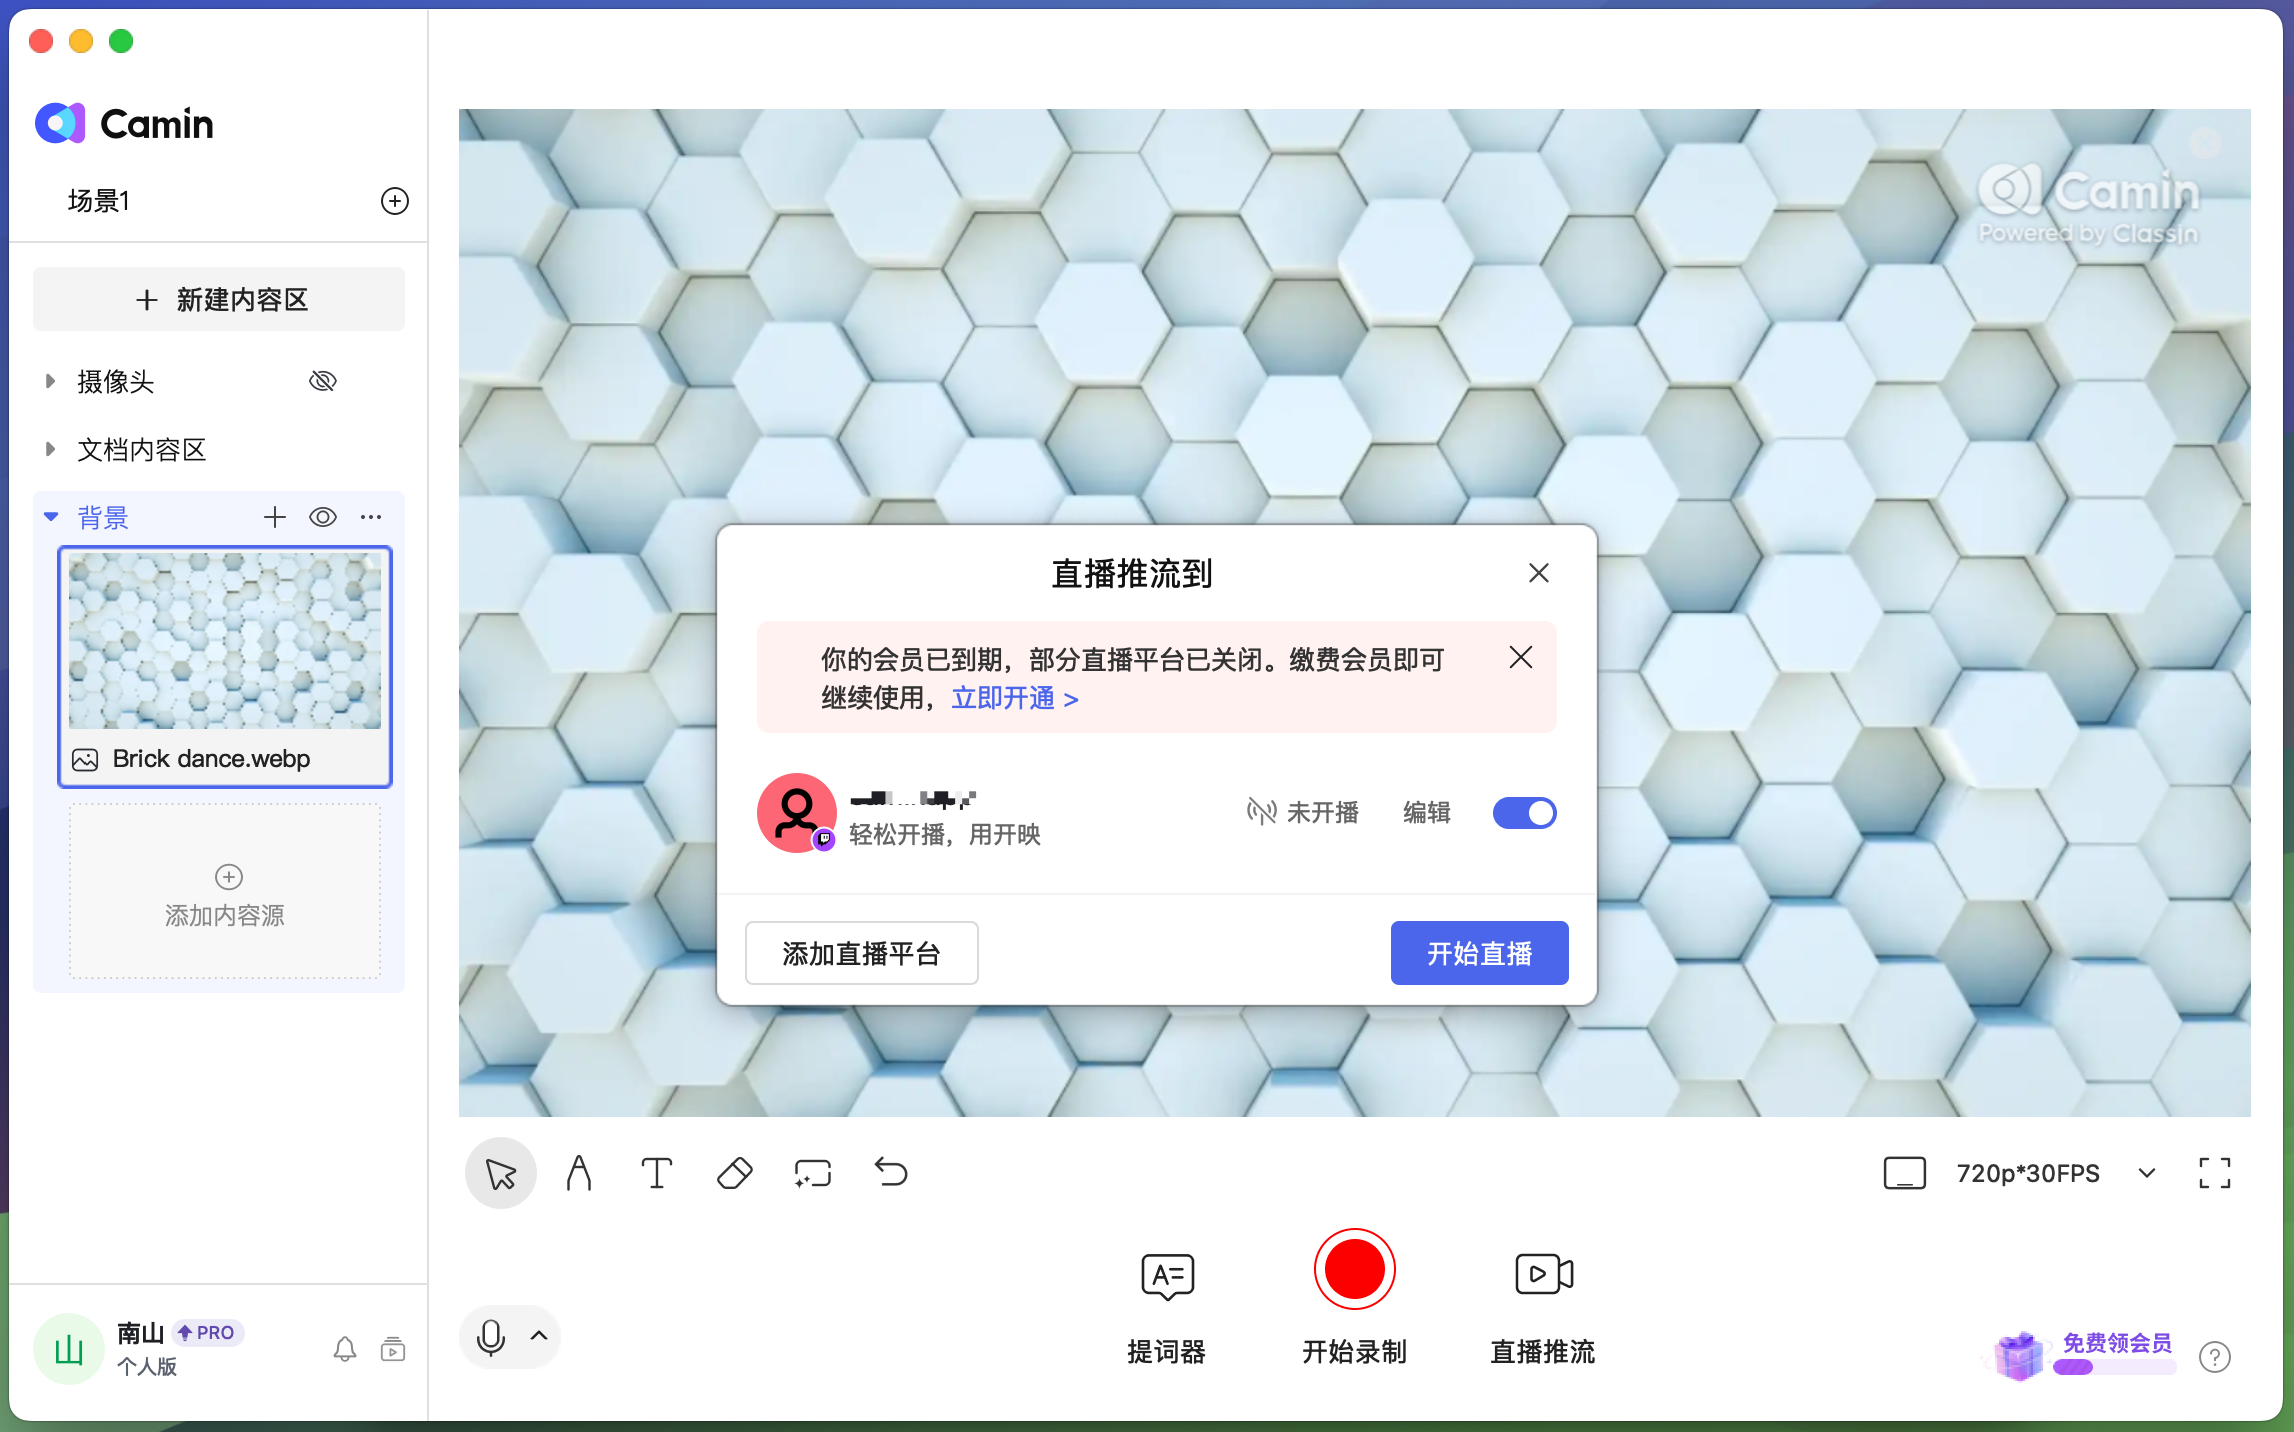 Camin
场景1
新建内容区
摄像头
文档内容区
背景
Brick dance.webp
添加内容源
南山
PRO
个人版
Camin
Powered by ClassIn
直播推流到
你的会员已到期，部分直播平台已关闭。缴费会员即可
继续使用，立即开通 >
轻松开播，用开映
未开播
编辑
添加直播平台
开始直播
720p*30FPS
提词器
开始录制
直播推流
免费领会员
山